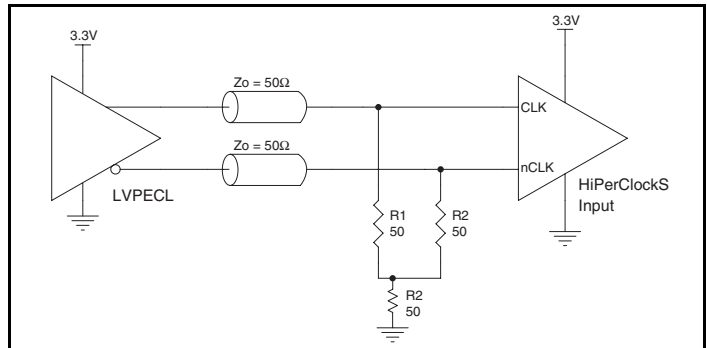 3.3V
3.3V
Zo = 50Ω
CLK
Zo = 50Ω
nCLK
LVPECL
HiPerClockS
Input
R1
50
R2
50
R2
50